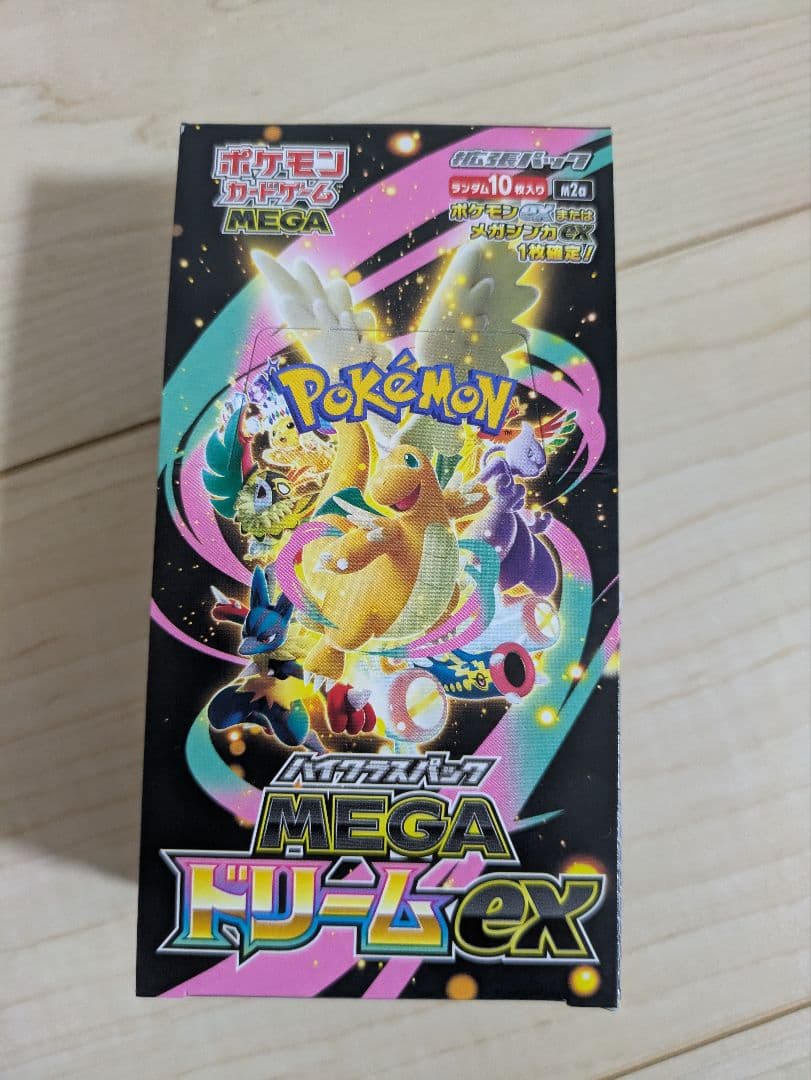 ポケモン
カードゲーム
MEGA
拡張パック
ランダム10枚入り M2a
ポケモンexまたは
メガシンカex
1枚確定!
POKéMON
TM
ハイクラスパック
MEGA
ドリームex